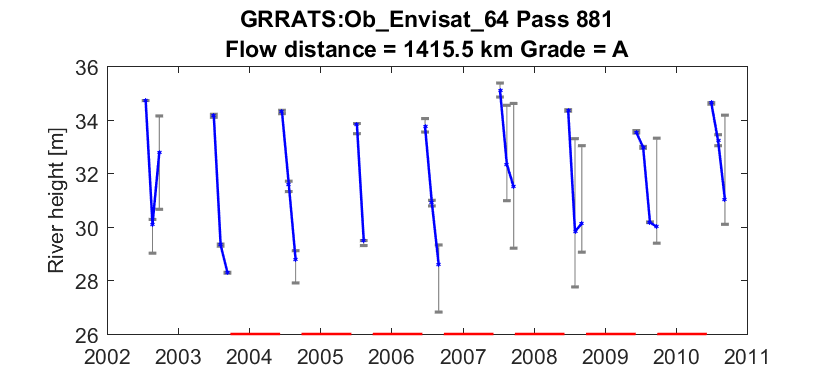 GRRATS:Ob_Envisat_64 Pass 881
Flow distance = 1415.5 km Grade = A
River height [m]
36
34
32
30
28
26
2002 2003 2004 2005 2006 2007 2008 2009 2010 2011